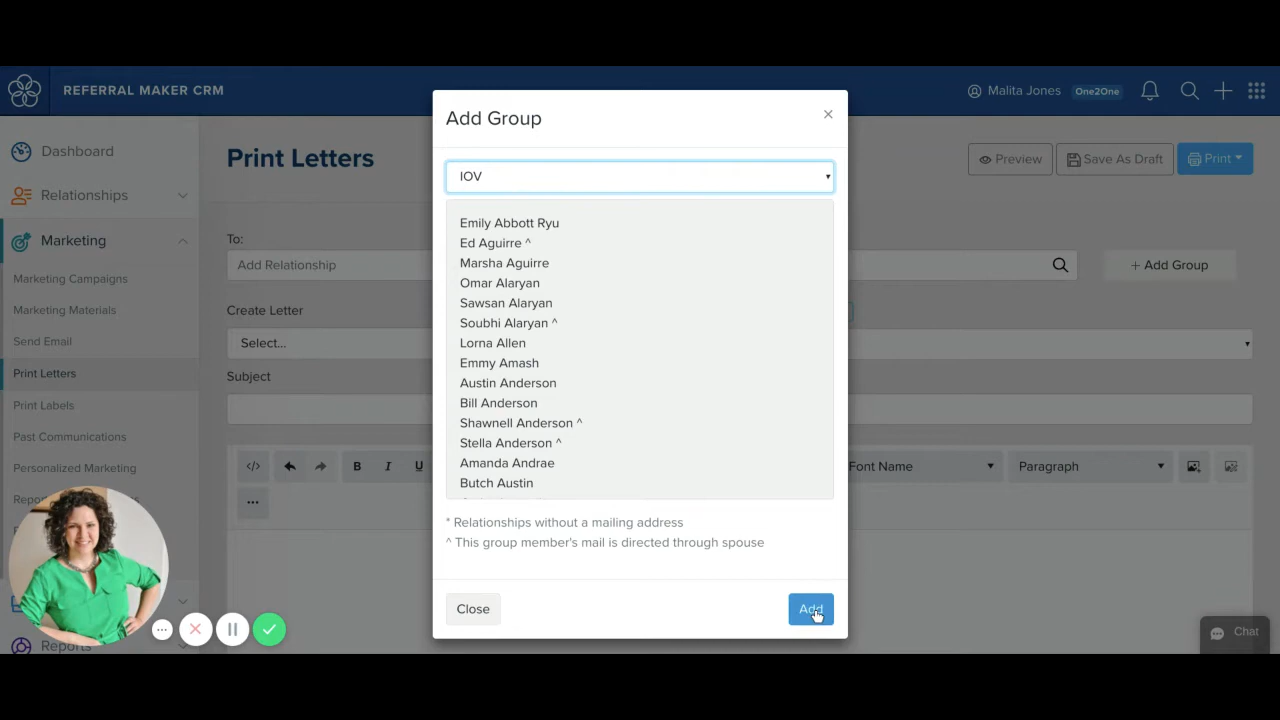 REFERRAL MAKER CRM
Malita Jones One2One
Dashboard
Relationships
Marketing
Marketing Campaigns
Marketing Materials
Send Email
Print Letters
Print Labels
Past Communications
Personalized Marketing
Reports
Print Letters
Preview
Save As Draft
Print
To:
Add Relationship
+ Add Group
Create Letter
Select...
Subject
</>
B I U
Font Name
Paragraph
...
Add Group
×
IOV
Emily Abbott Ryu
Ed Aguirre ^
Marsha Aguirre
Omar Alaryan
Sawsan Alaryan
Soubhi Alaryan ^
Lorna Allen
Emmy Amash
Austin Anderson
Bill Anderson
Shawnell Anderson ^
Stella Anderson ^
Amanda Andrae
Butch Austin
* Relationships without a mailing address
^ This group member's mail is directed through spouse
Close
Add
Chat